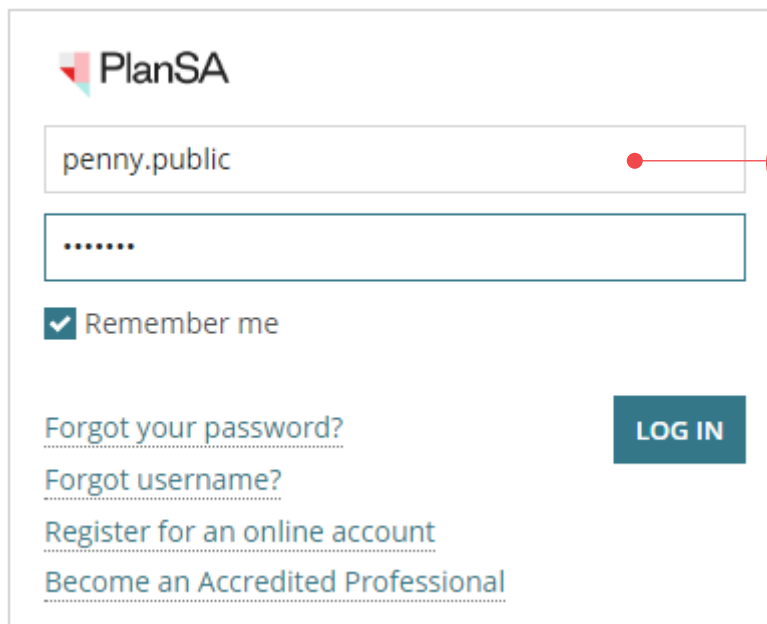 PlanSA
penny.public
•••••••
Remember me
Forgot your password?
LOG IN
Forgot username?
Register for an online account
Become an Accredited Professional